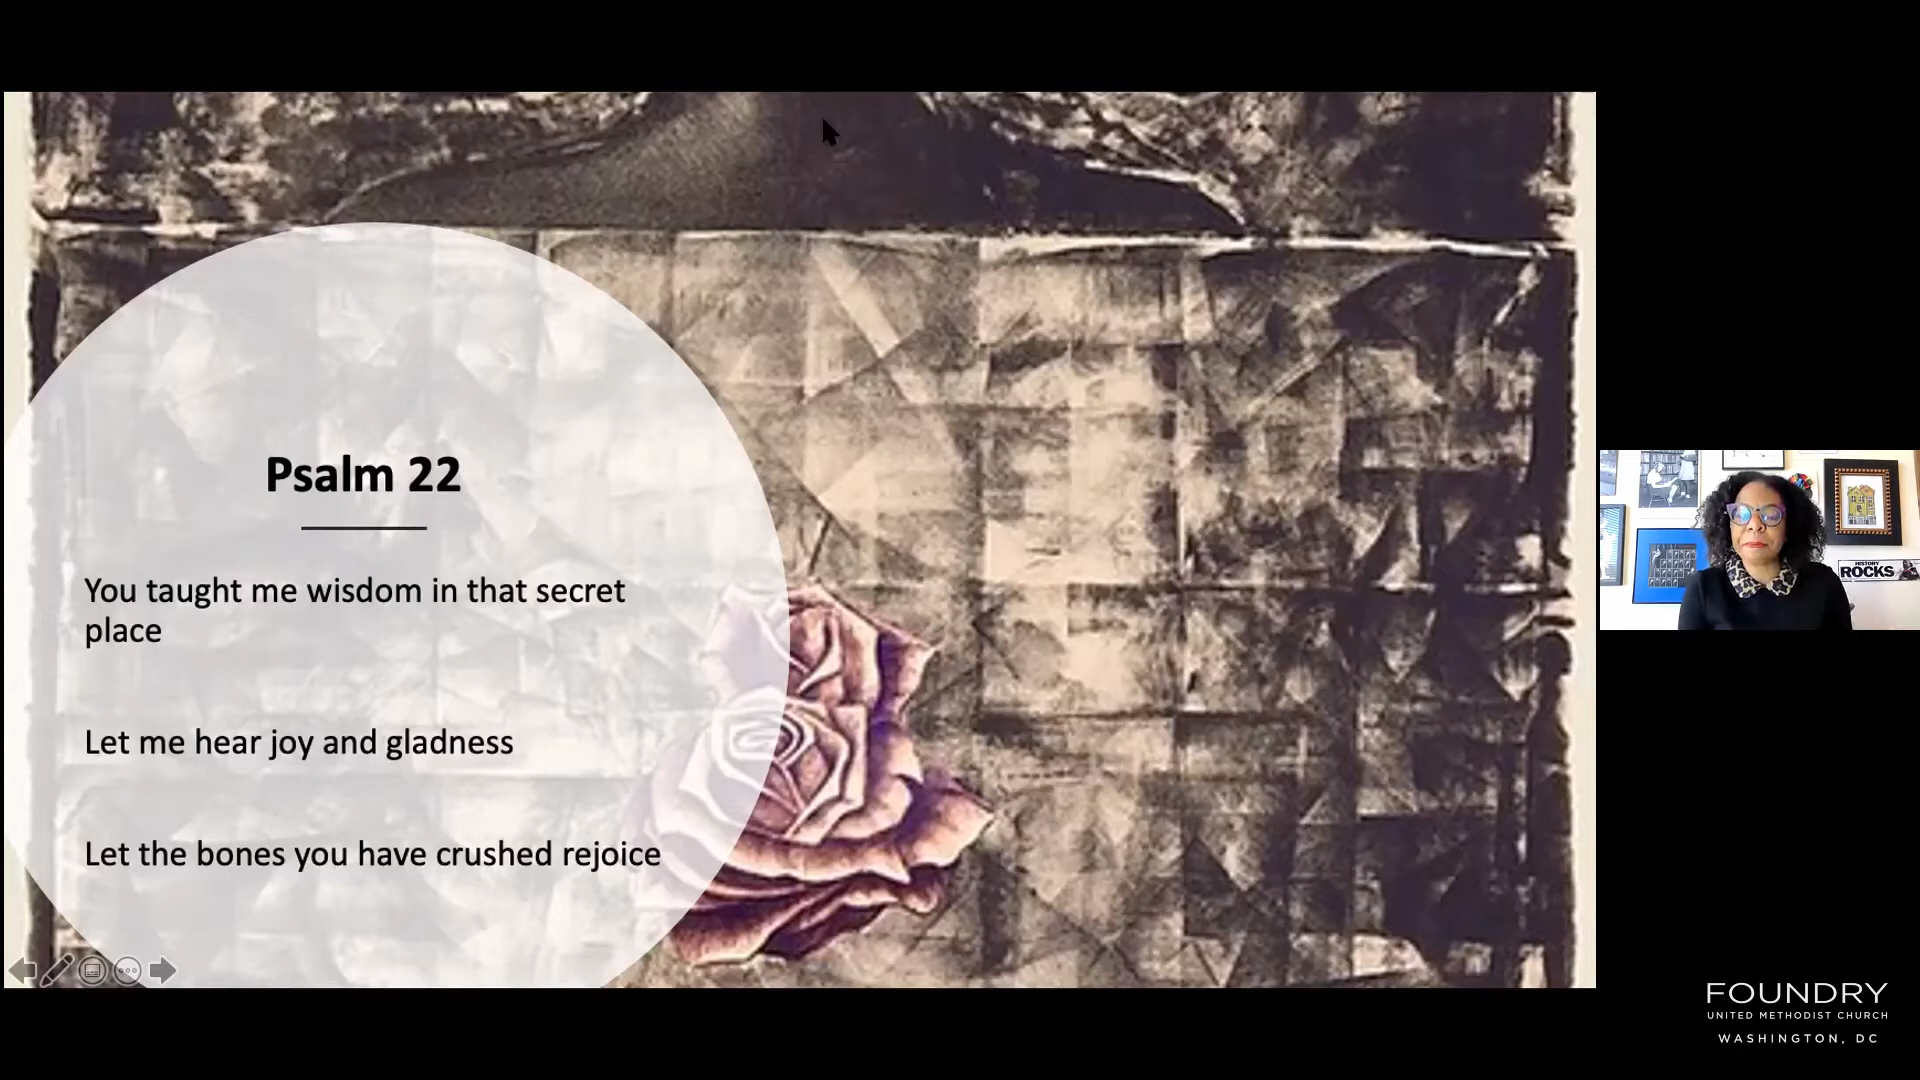 Psalm 22
You taught me wisdom in that secret
place
Let me hear joy and gladness
Let the bones you have crushed rejoice
HISTORY
ROCKS
FOUNDRY
UNITED METHODIST CHURCH
WASHINGTON, DC